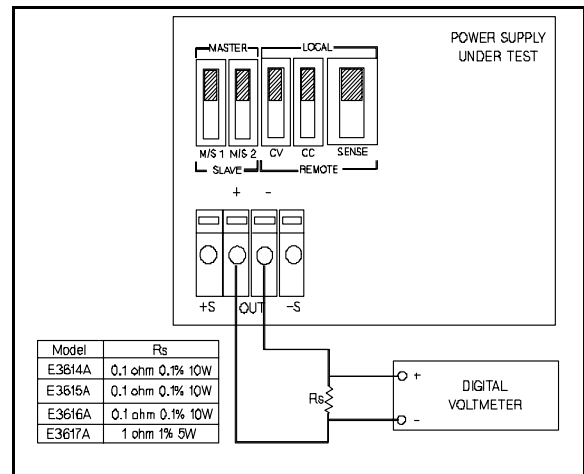 POWER SUPPLY
UNDER TEST
MASTER LOCAL
M/S 1 M/S 2 CV CC SENSE
SLAVE REMOTE
+ -
+S OUT -S
Model Rs
E3614A 0.1 ohm 0.1% 10W
E3615A 0.1 ohm 0.1% 10W
E3616A 0.1 ohm 0.1% 10W
E3617A 1 ohm 1% 5W
Rs
+
-
DIGITAL
VOLTMETER